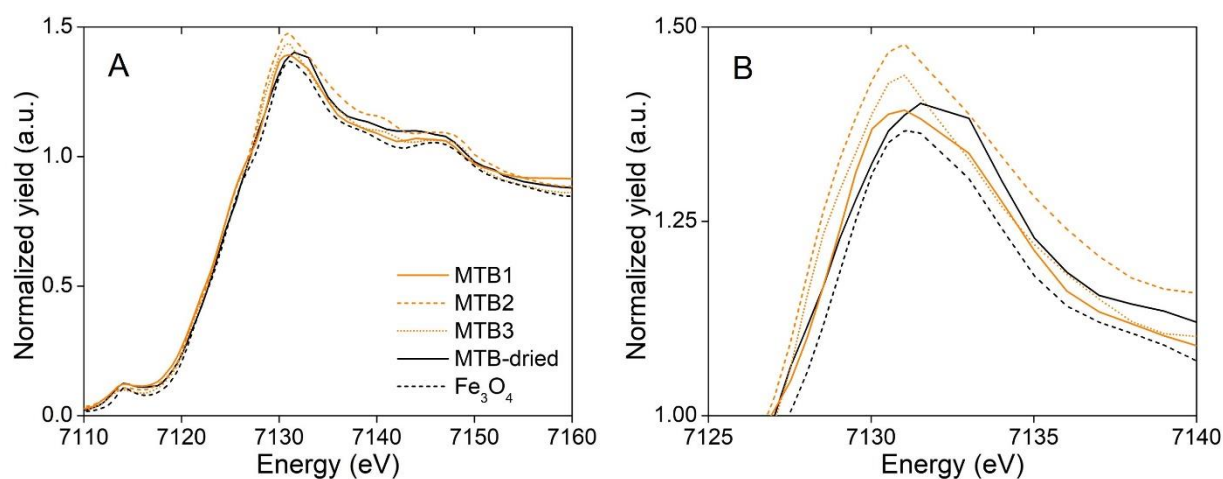 A
Normalized yield (a.u.)
1.5
1.0
0.5
0.0
MTB1
MTB2
MTB3
MTB-dried
Fe₃O₄
7110 7120 7130 7140 7150 7160
Energy (eV)
B
Normalized yield (a.u.)
1.50
1.25
1.00
7125 7130 7135 7140
Energy (eV)